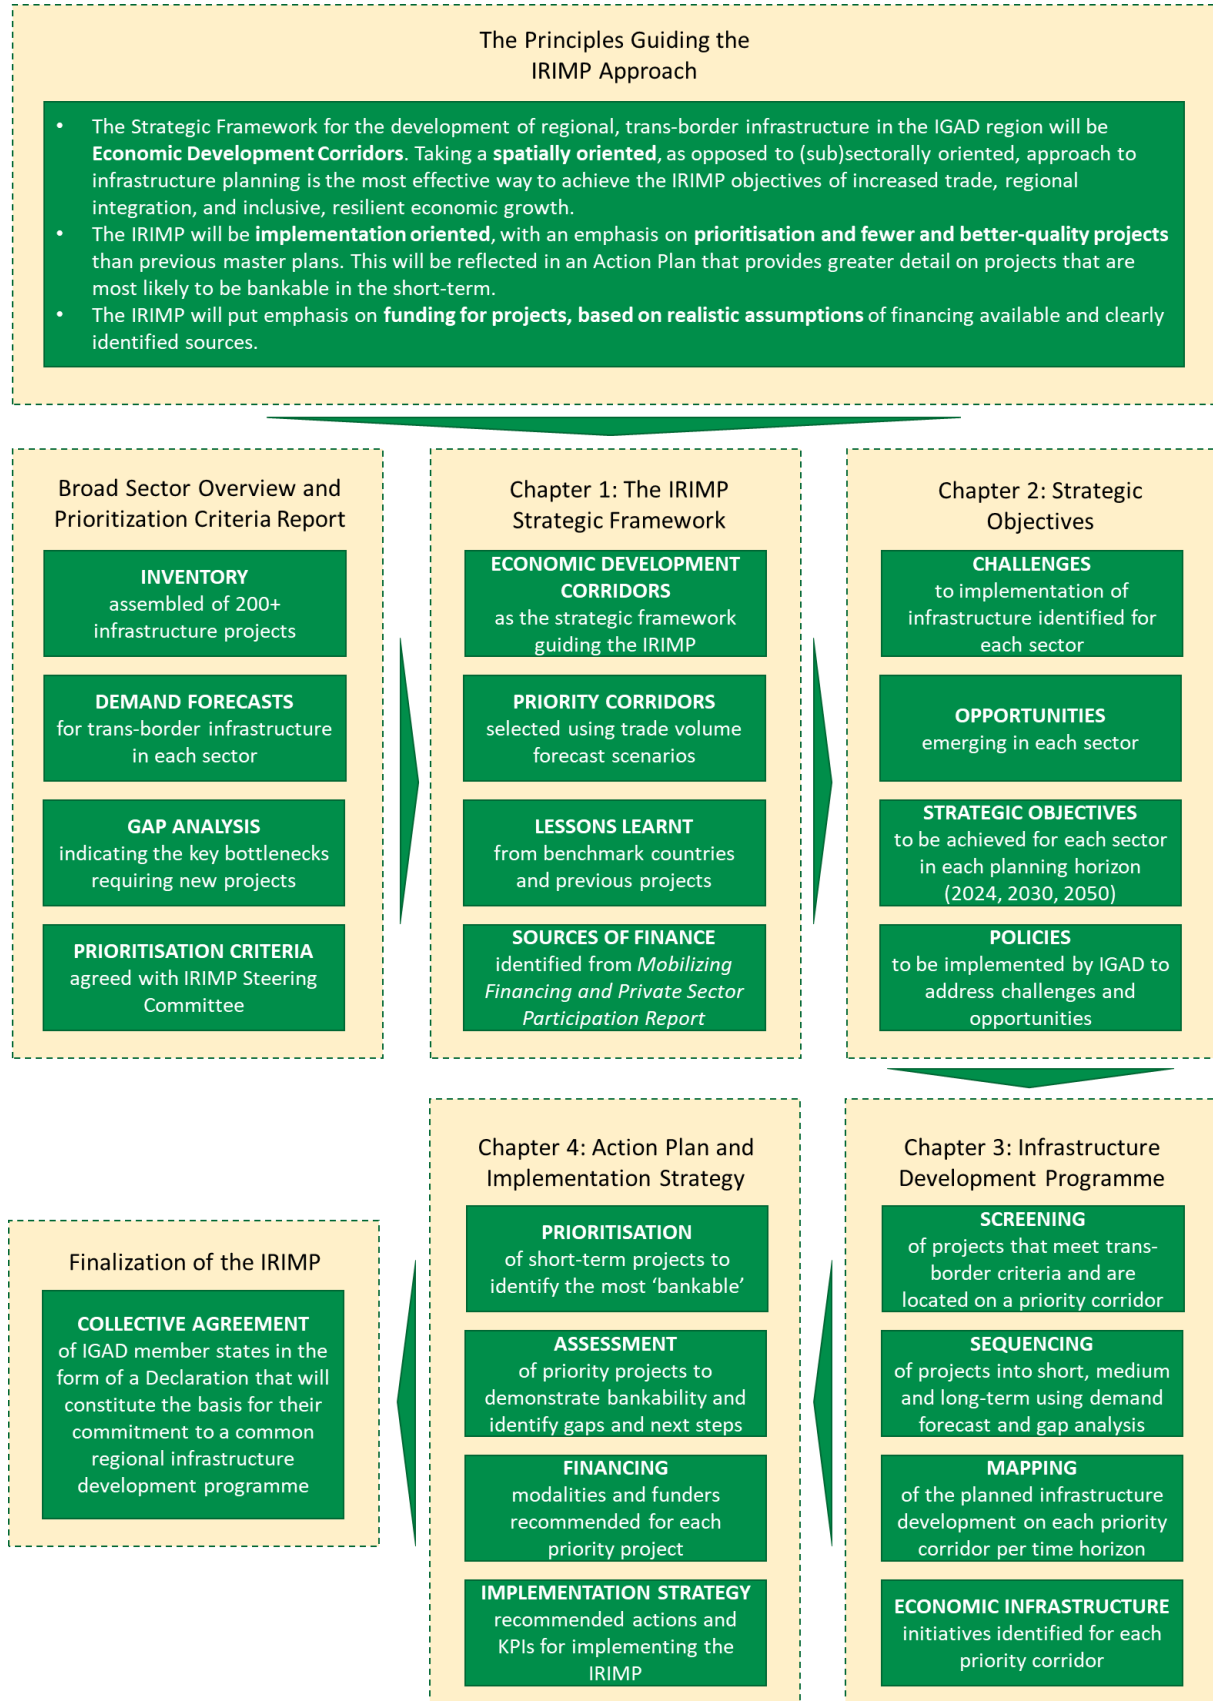 The Principles Guiding the
IRIMP Approach
• The Strategic Framework for the development of regional, trans-border infrastructure in the IGAD region will be
Economic Development Corridors. Taking a spatially oriented, as opposed to (sub)sectorally oriented, approach to
infrastructure planning is the most effective way to achieve the IRIMP objectives of increased trade, regional
integration, and inclusive, resilient economic growth.
• The IRIMP will be implementation oriented, with an emphasis on prioritisation and fewer and better-quality projects
than previous master plans. This will be reflected in an Action Plan that provides greater detail on projects that are
most likely to be bankable in the short-term.
• The IRIMP will put emphasis on funding for projects, based on realistic assumptions of financing available and clearly
identified sources.
Broad Sector Overview and
Prioritization Criteria Report
INVENTORY
assembled of 200+
infrastructure projects
DEMAND FORECASTS
for trans-border infrastructure
in each sector
GAP ANALYSIS
indicating the key bottlenecks
requiring new projects
PRIORITISATION CRITERIA
agreed with IRIMP Steering
Committee
Chapter 1: The IRIMP
Strategic Framework
ECONOMIC DEVELOPMENT
CORRIDORS
as the strategic framework
guiding the IRIMP
PRIORITY CORRIDORS
selected using trade volume
forecast scenarios
LESSONS LEARNT
from benchmark countries
and previous projects
SOURCES OF FINANCE
identified from Mobilizing
Financing and Private Sector
Participation Report
Chapter 2: Strategic
Objectives
CHALLENGES
to implementation of
infrastructure identified for
each sector
OPPORTUNITIES
emerging in each sector
STRATEGIC OBJECTIVES
to be achieved for each sector
in each planning horizon
(2024, 2030, 2050)
POLICIES
to be implemented by IGAD to
address challenges and
opportunities
Chapter 3: Infrastructure
Development Programme
SCREENING
of projects that meet trans-
border criteria and are
located on a priority corridor
SEQUENCING
of projects into short, medium
and long-term using demand
forecast and gap analysis
MAPPING
of the planned infrastructure
development on each priority
corridor per time horizon
ECONOMIC INFRASTRUCTURE
initiatives identified for each
priority corridor
Chapter 4: Action Plan and
Implementation Strategy
PRIORITISATION
of short-term projects to
identify the most ‘bankable’
ASSESSMENT
of priority projects to
demonstrate bankability and
identify gaps and next steps
FINANCING
modalities and funders
recommended for each
priority project
IMPLEMENTATION STRATEGY
recommended actions and
KPIs for implementing the
IRIMP
Finalization of the IRIMP
COLLECTIVE AGREEMENT
of IGAD member states in the
form of a Declaration that will
constitute the basis for their
commitment to a common
regional infrastructure
development programme